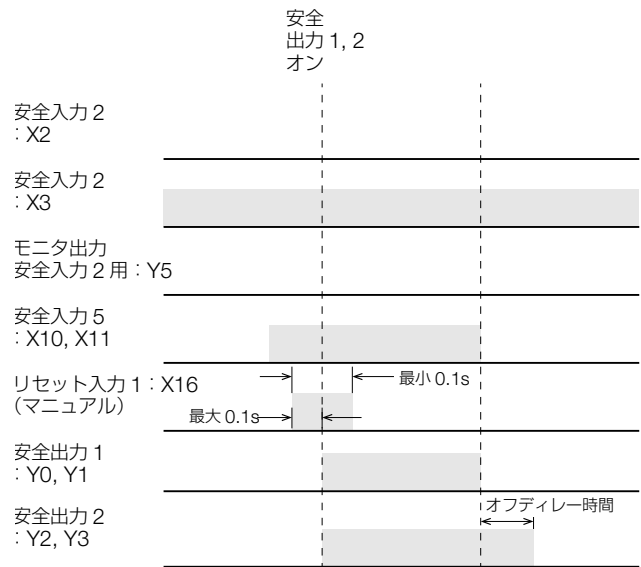 安全
出力 1, 2
オン
安全入力 2
: X2
安全入力 2
: X3
モニタ出力
安全入力 2 用 : Y5
安全入力 5
: X10, X11
リセット入力 1 : X16
(マニュアル)
最小 0.1s
最大 0.1s
安全出力 1
: Y0, Y1
オフディレー時間
安全出力 2
: Y2, Y3